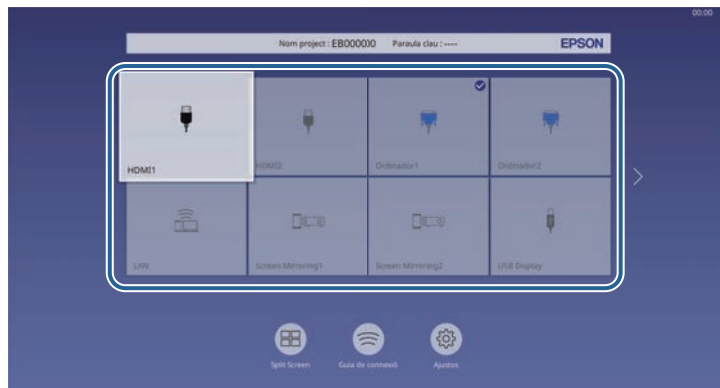 00:00
Nom project : EB000000 Paraula clau : ---- EPSON
HDMI1 HDMI2 Ordinador1 Ordinador2
LAN Screen Mirroring1 Screen Mirroring2 USB Display
Split Screen Guia de connexió Ajustos